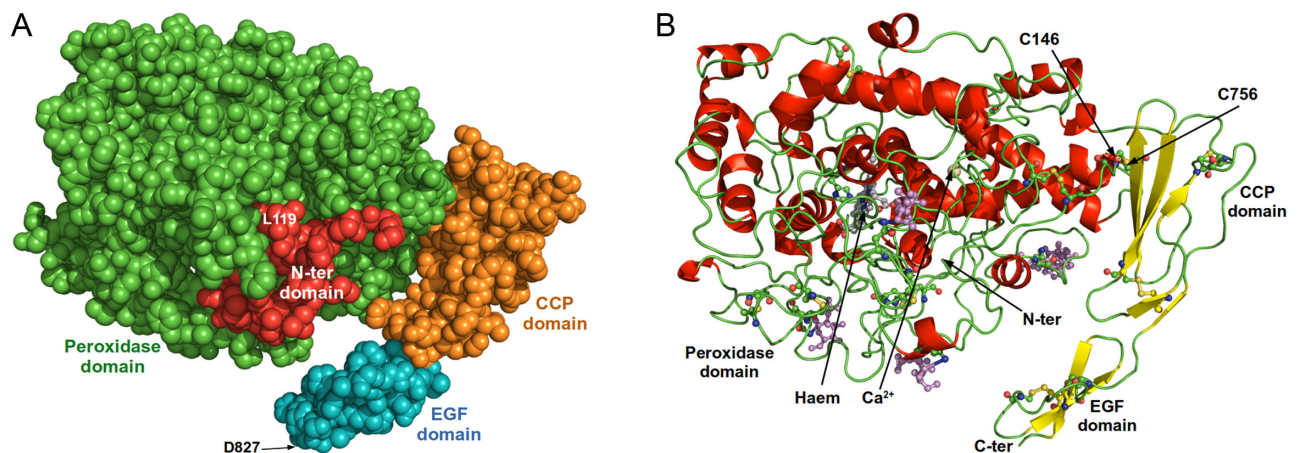 A
L119
N-ter
domain
CCP
domain
Peroxidase
domain
EGF
domain
D827
B
C146
C756
CCP
domain
N-ter
Peroxidase
domain
Haem
Ca²⁺
EGF
domain
C-ter